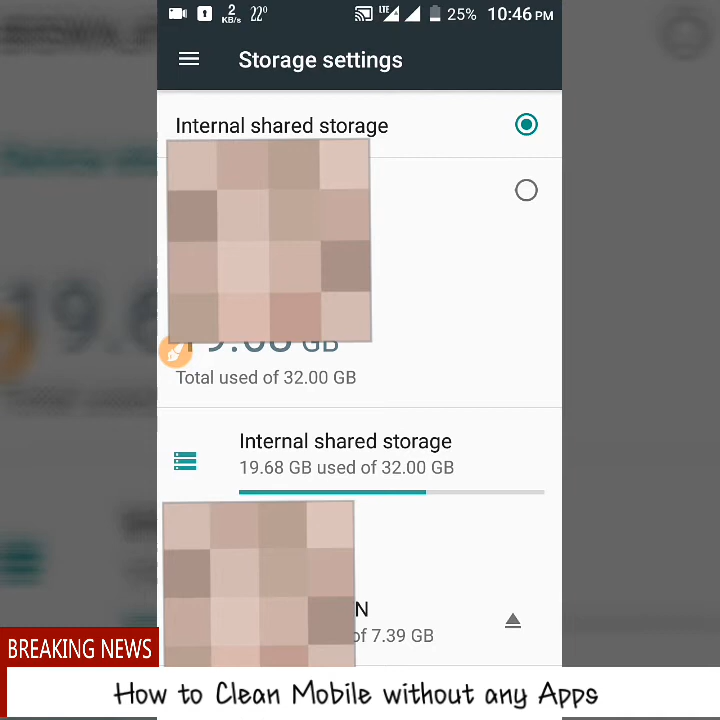 2
KB/s
22°
LTE
25%
10:46 PM
Storage settings
Internal shared storage
GB
Total used of 32.00 GB
Internal shared storage
19.68 GB used of 32.00 GB
N
of 7.39 GB
BREAKING NEWS
How to Clean Mobile without any Apps